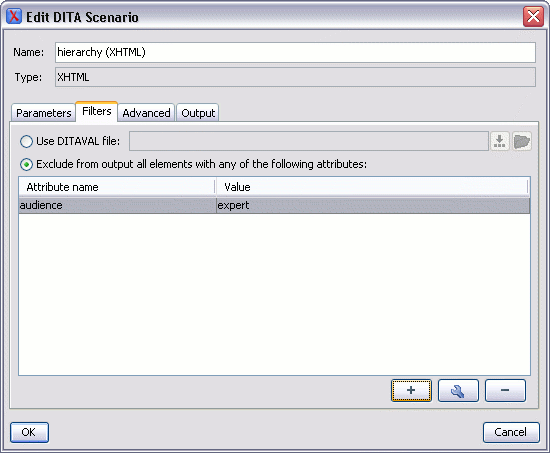 Edit DITA Scenario
Name: hierarchy (XHTML)
Type: XHTML
Parameters Filters Advanced Output
Use DITAVAL file:
Exclude from output all elements with any of the following attributes:
Attribute name Value
audience expert
+ −
OK Cancel